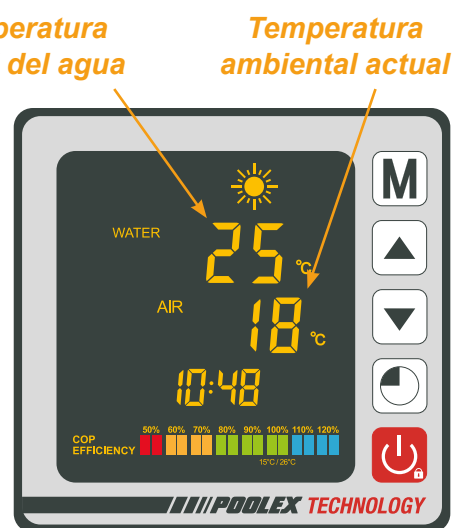 Temperatura
del agua
ambiental actual
M
WATER
25 °C
AIR
18 °C
10:48
50% 60% 70% 80% 90% 100% 110% 120%
COP
EFFICIENCY
15°C / 26°C
POOLEX TECHNOLOGY